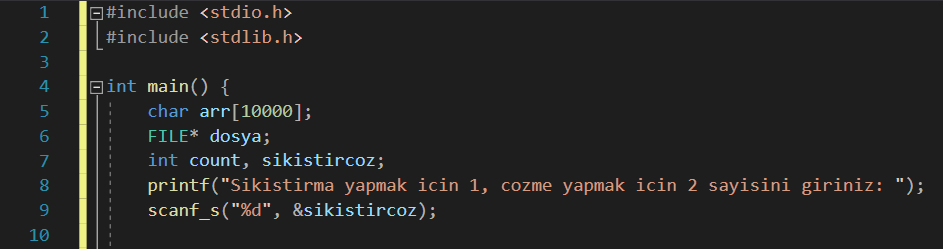 1 #include <stdio.h>
2 #include <stdlib.h>
3
4 int main() {
5 char arr[10000];
6 FILE* dosya;
7 int count, sikistircoz;
8 printf("Sikistirma yapmak icin 1, cozme yapmak icin 2 sayisini giriniz: ");
9 scanf_s("%d", &sikistircoz);
10